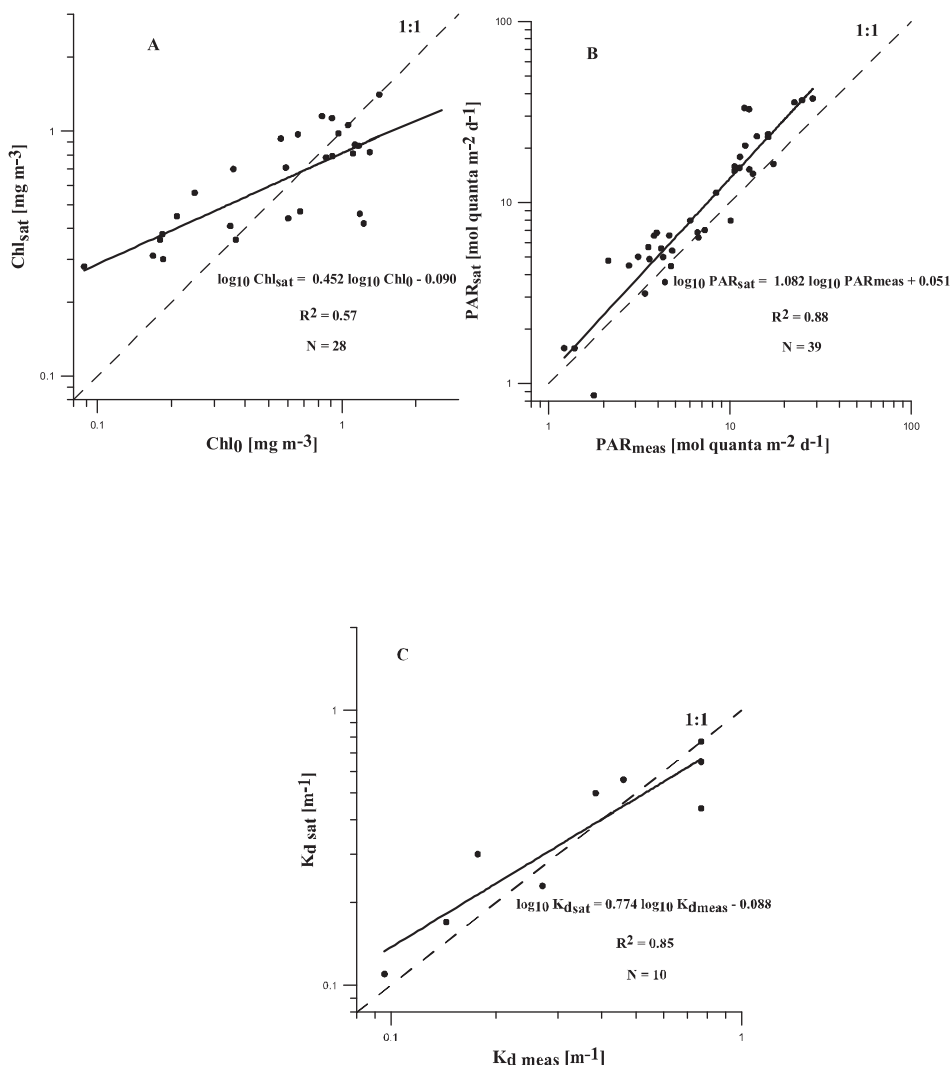 A
1:1
1
0.1
Chlsat [mg m-3]
log10 Chlsat = 0.452 log10 Chl0 - 0.090
R2 = 0.57
N = 28
0.1
1
Chl0 [mg m-3]
B
1:1
100
10
1
PARsat [mol quanta m-2 d-1]
log10 PARsat = 1.082 log10 PARmeas + 0.051
R2 = 0.88
N = 39
1
10
100
PARmeas [mol quanta m-2 d-1]
C
1:1
1
0.1
Kd sat [m-1]
log10 Kdsat = 0.774 log10 Kdmeas - 0.088
R2 = 0.85
N = 10
0.1
1
Kd meas [m-1]